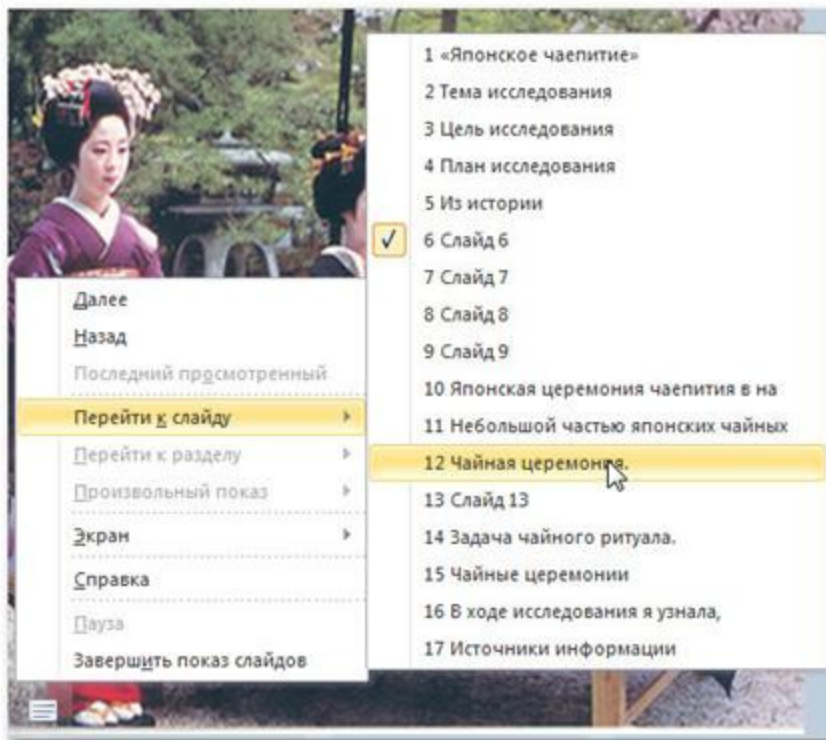 Далее
Назад
Последний просмотренный
Перейти к слайду
Перейти к разделу
Произвольный показ
Экран
Справка
Пауза
Завершить показ слайдов
1 «Японское чаепитие»
2 Тема исследования
3 Цель исследования
4 План исследования
5 Из истории
6 Слайд 6
7 Слайд 7
8 Слайд 8
9 Слайд 9
10 Японская церемония чаепития в на
11 Небольшой частью японских чайных
12 Чайная церемония.
13 Слайд 13
14 Задача чайного ритуала.
15 Чайные церемонии
16 В ходе исследования я узнала,
17 Источники информации